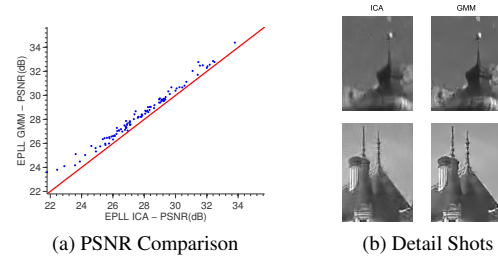 34
32
30
28
26
24
22
22 24 26 28 30 32 34
EPLL GMM − PSNR(dB)
EPLL ICA − PSNR(dB)
(a) PSNR Comparison
ICA GMM
(b) Detail Shots